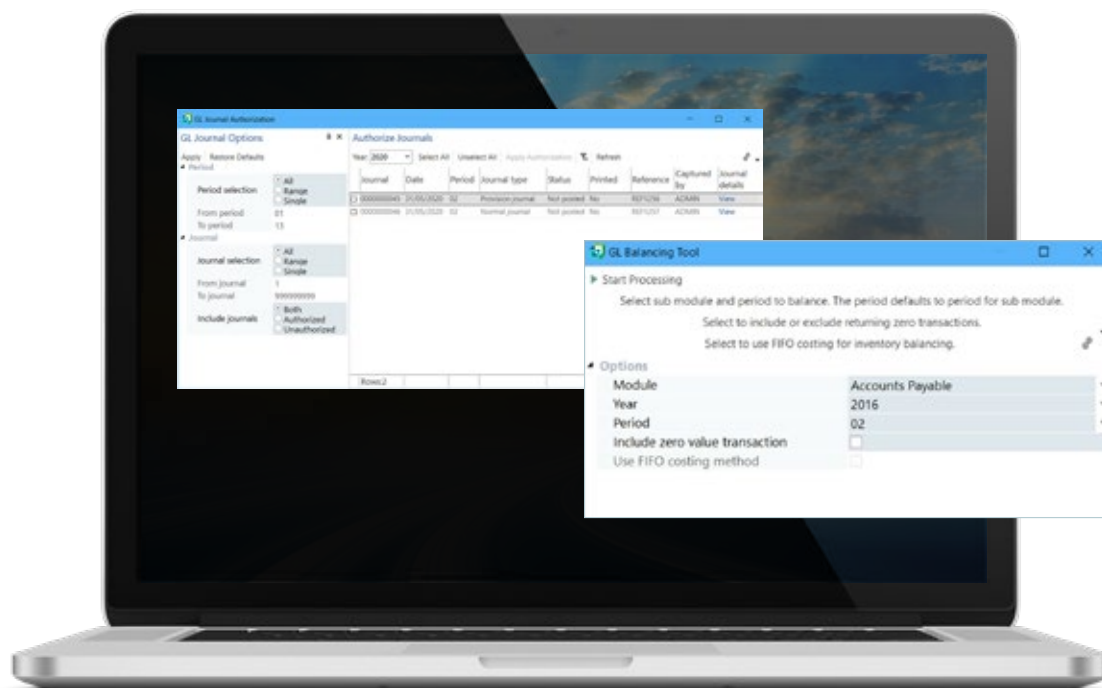 GL Journal Authorization
GL Journal Options
Authorize Journals
Apply Restore Defaults
Year 2020 Select All Unselect All Apply Authorization Refresh
Period
Period selection All
Range
Single
From period 01
To period 13
Journal
Journal selection All
Range
Single
From journal 1
To journal 999999999
Include journals Both
Authorized
Unauthorized
Journal Date Period Journal type Status Printed Reference Captured by Journal details
0000000045 31/05/2020 02 Provision journal Not posted No REF1256 ADMIN View
0000000046 31/05/2020 02 Normal journal Not posted No REF1257 ADMIN View
Rows:2
GL Balancing Tool
Start Processing
Select sub module and period to balance. The period defaults to period for sub module.
Select to include or exclude returning zero transactions.
Select to use FIFO costing for inventory balancing.
Options
Module Accounts Payable
Year 2016
Period 02
Include zero value transaction
Use FIFO costing method